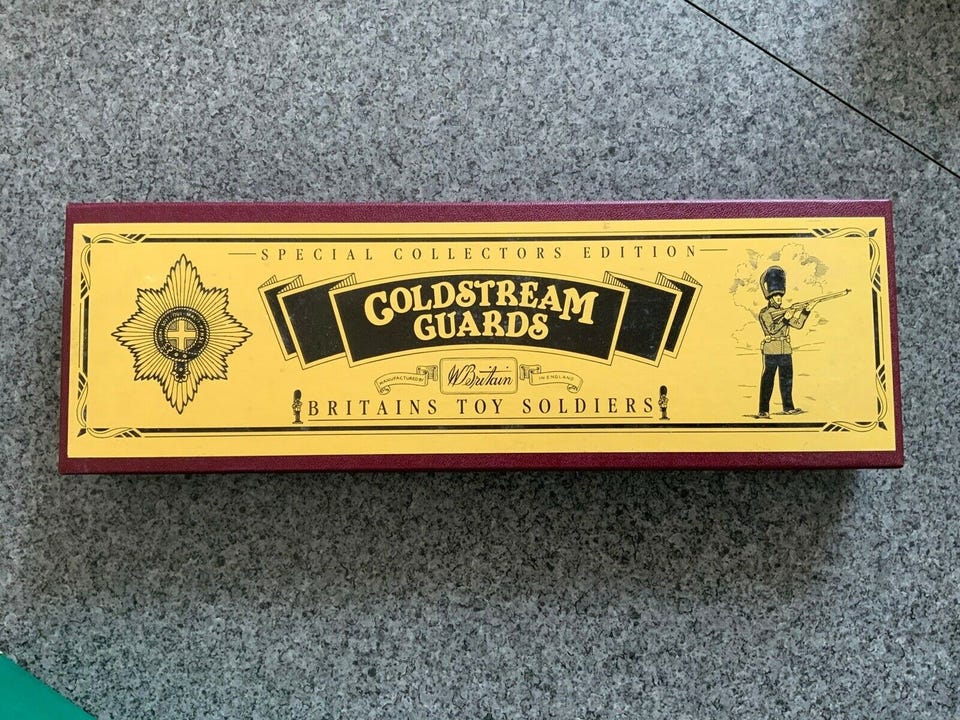 SPECIAL COLLECTORS EDITION
COLDSTREAM
GUARDS
MANUFACTURED BY
W. Britain
IN ENGLAND
BRITAINS TOY SOLDIERS